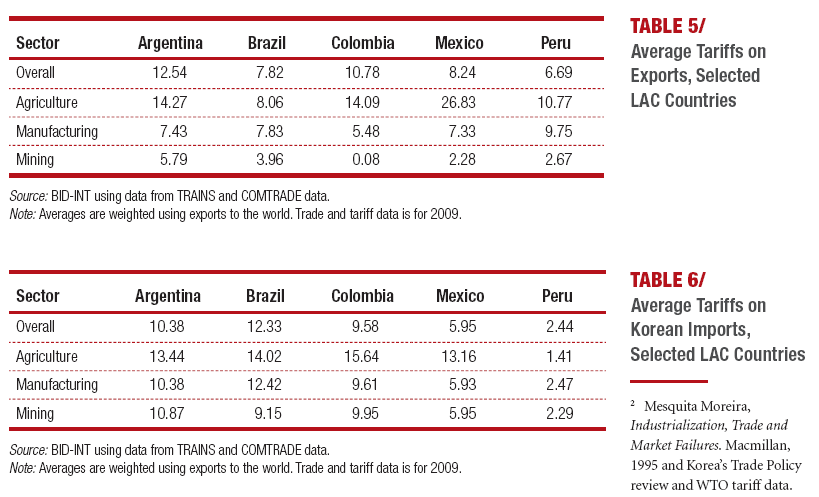 TABLE 5/
Average Tariffs on
Exports, Selected
LAC Countries
Sector Argentina Brazil Colombia Mexico Peru
Overall 12.54 7.82 10.78 8.24 6.69
Agriculture 14.27 8.06 14.09 26.83 10.77
Manufacturing 7.43 7.83 5.48 7.33 9.75
Mining 5.79 3.96 0.08 2.28 2.67
Source: BID-INT using data from TRAINS and COMTRADE data.
Note: Averages are weighted using exports to the world. Trade and tariff data is for 2009.
TABLE 6/
Average Tariffs on
Korean Imports,
Selected LAC Countries
Sector Argentina Brazil Colombia Mexico Peru
Overall 10.38 12.33 9.58 5.95 2.44
Agriculture 13.44 14.02 15.64 13.16 1.41
Manufacturing 10.38 12.42 9.61 5.93 2.47
Mining 10.87 9.15 9.95 5.95 2.29
Source: BID-INT using data from TRAINS and COMTRADE data.
Note: Averages are weighted using exports to the world. Trade and tariff data is for 2009.
² Mesquita Moreira,
Industrialization, Trade and
Market Failures. Macmillan,
1995 and Korea's Trade Policy
review and WTO tariff data.